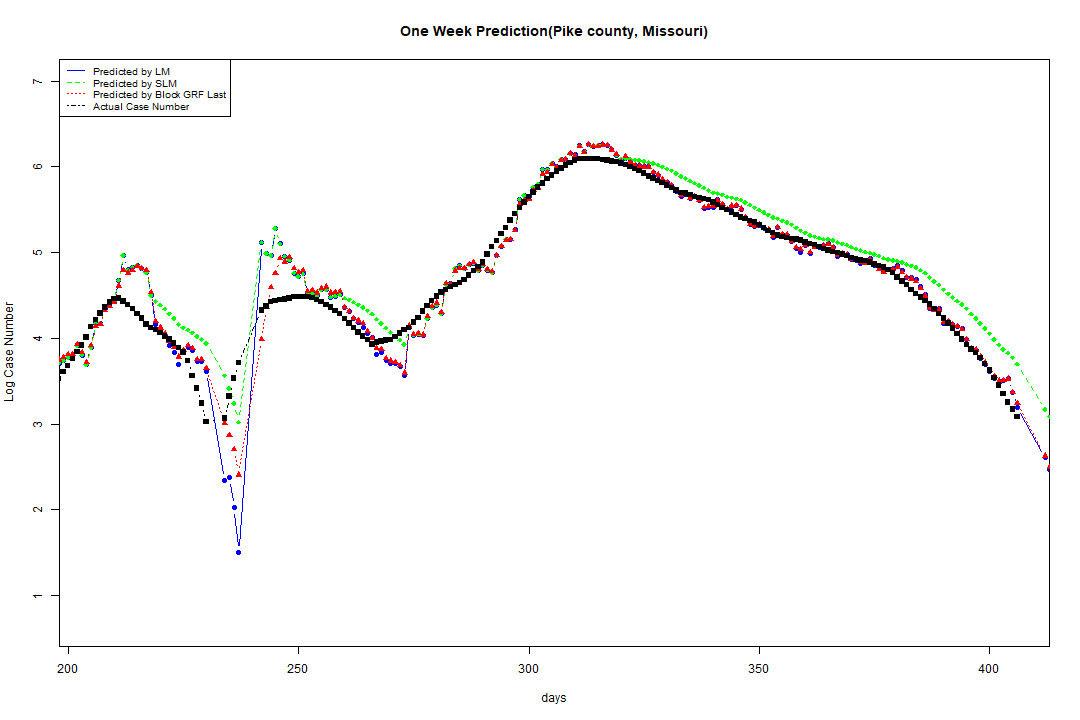 One Week Prediction(Pike county, Missouri)
Predicted by LM
Predicted by SLM
Predicted by Block GRF Last
Actual Case Number
7
6
5
4
3
2
1
Log Case Number
200 250 300 350 400
days